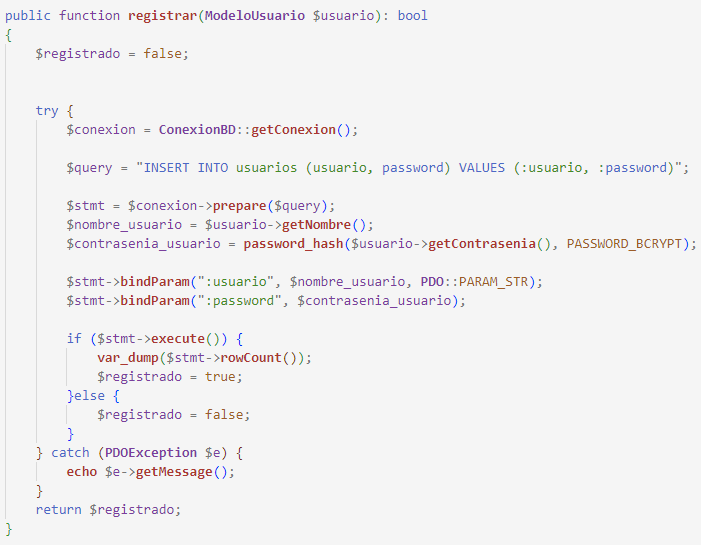 public function registrar(ModeloUsuario $usuario): bool
{
    $registrado = false;
    try {
        $conexion = ConexionBD::getConexion();
        $query = "INSERT INTO usuarios (usuario, password) VALUES (:usuario, :password)";
        $stmt = $conexion->prepare($query);
        $nombre_usuario = $usuario->getNombre();
        $contrasenia_usuario = password_hash($usuario->getContrasenia(), PASSWORD_BCRYPT);
        $stmt->bindParam(":usuario", $nombre_usuario, PDO::PARAM_STR);
        $stmt->bindParam(":password", $contrasenia_usuario);
        if ($stmt->execute()) {
            var_dump($stmt->rowCount());
            $registrado = true;
        }else {
            $registrado = false;
        }
    } catch (PDOException $e) {
        echo $e->getMessage();
    }
    return $registrado;
}